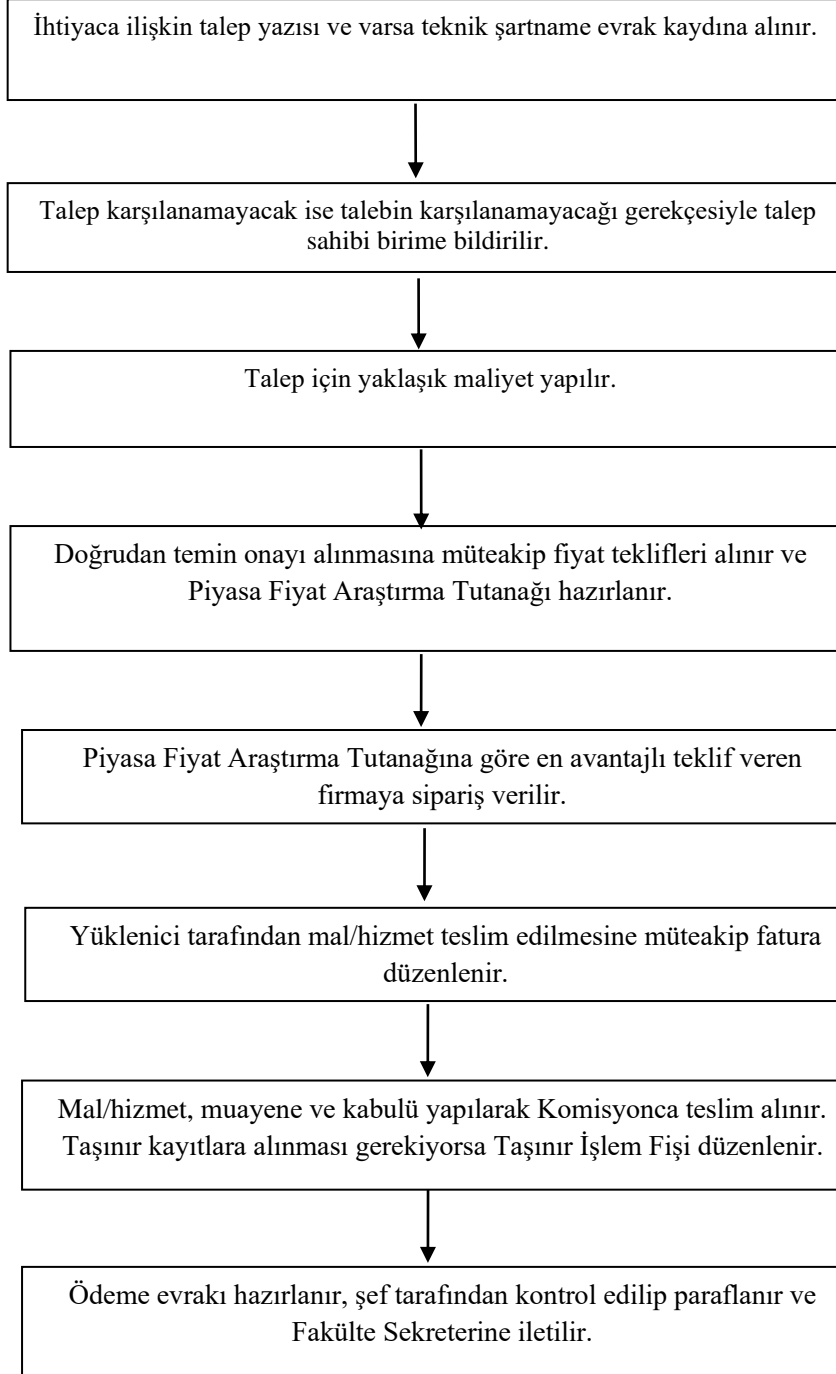 İhtiyaca ilişkin talep yazısı ve varsa teknik şartname evrak kaydına alınır.
Talep karşılanamayacak ise talebin karşılanamayacağı gerekçesiyle talep
sahibi birime bildirilir.
Talep için yaklaşık maliyet yapılır.
Doğrudan temin onayı alınmasına müteakip fiyat teklifleri alınır ve
Piyasa Fiyat Araştırma Tutanağı hazırlanır.
Piyasa Fiyat Araştırma Tutanağına göre en avantajlı teklif veren
firmaya sipariş verilir.
Yüklenici tarafından mal/hizmet teslim edilmesine müteakip fatura
düzenlenir.
Mal/hizmet, muayene ve kabulü yapılarak Komisyonca teslim alınır.
Taşınır kayıtlara alınması gerekiyorsa Taşınır İşlem Fişi düzenlenir.
Ödeme evrakı hazırlanır, şef tarafından kontrol edilip paraflanır ve
Fakülte Sekreterine iletilir.